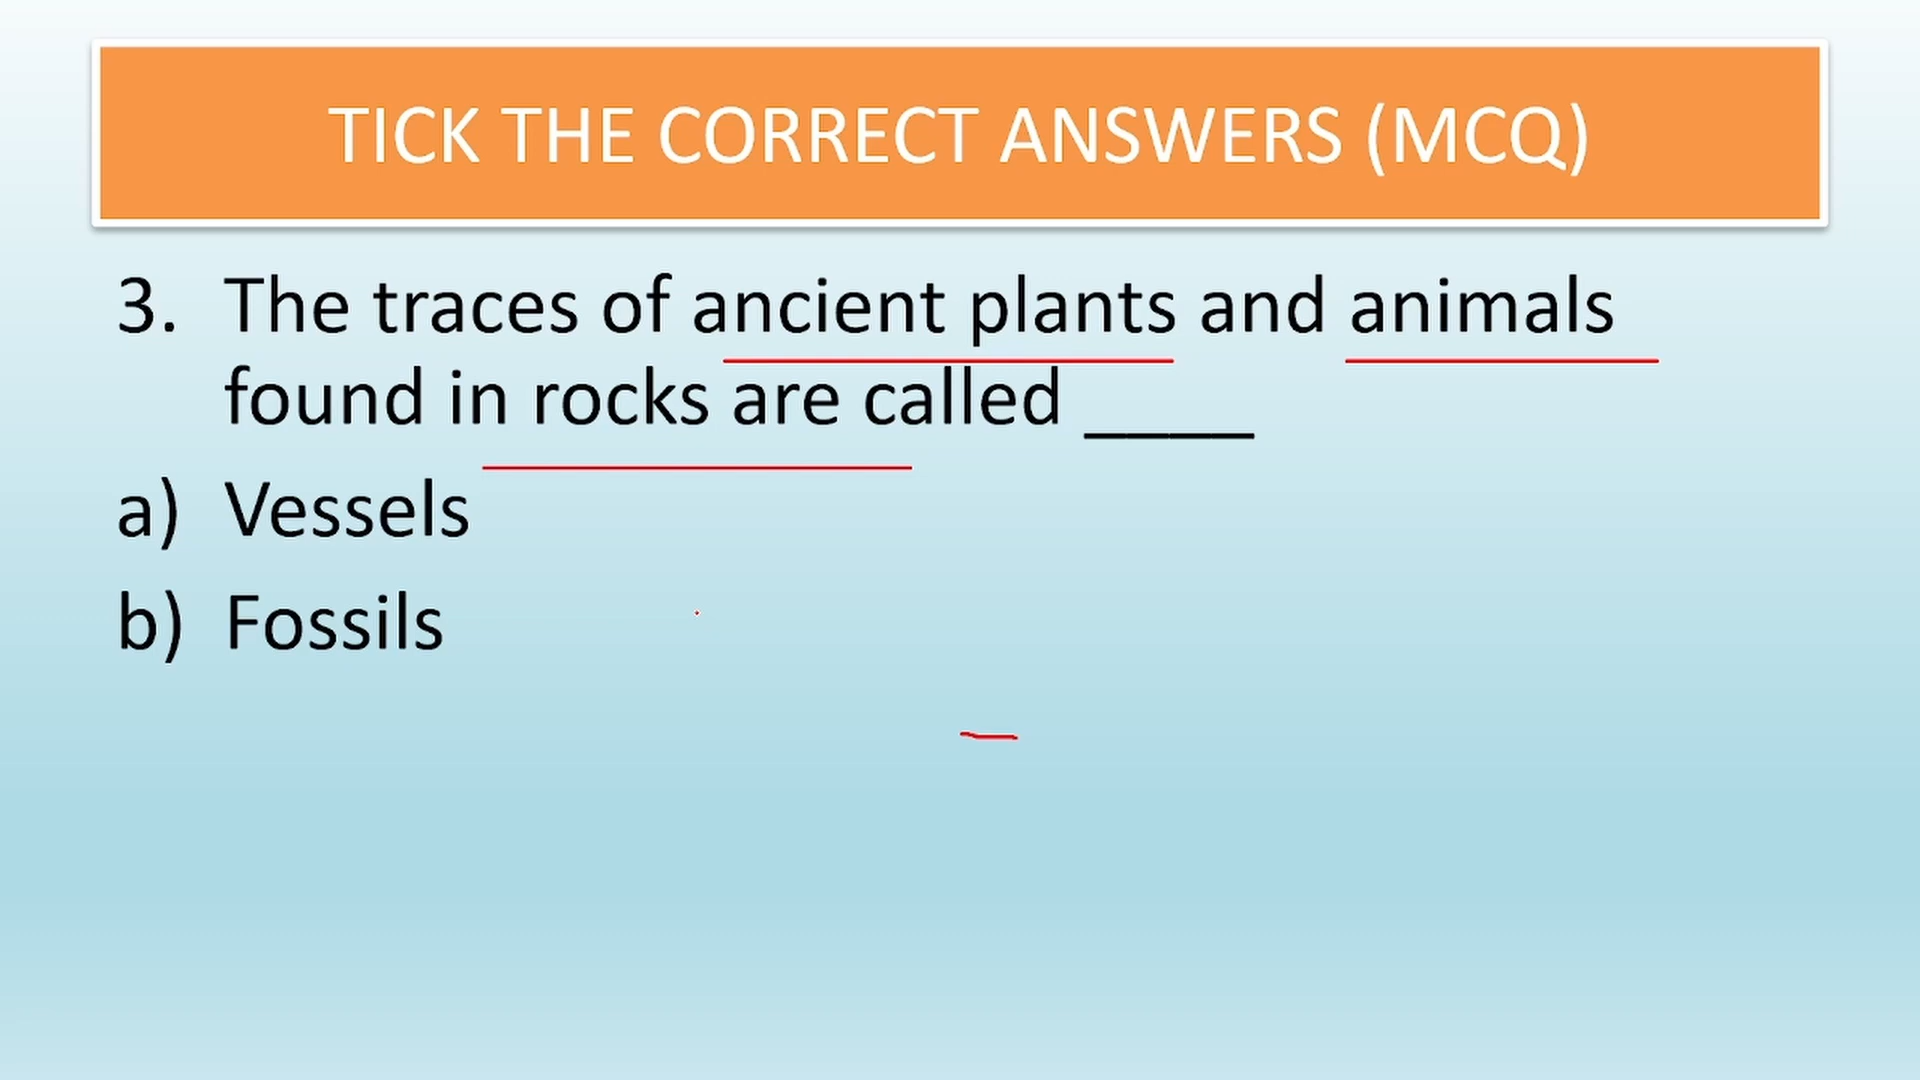 TICK THE CORRECT ANSWERS (MCQ)
3. The traces of ancient plants and animals
found in rocks are called ____
a) Vessels
b) Fossils